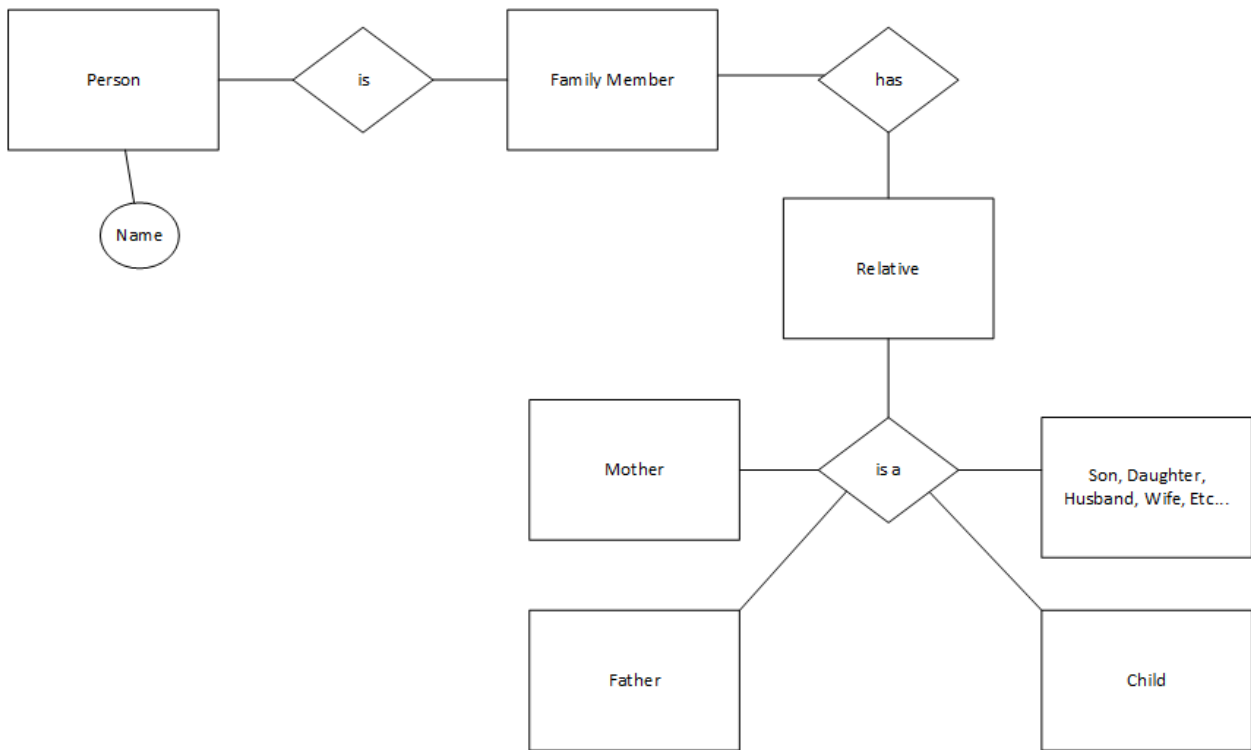 Person
is
Family Member
has
Name
Relative
Mother
is a
Son, Daughter,
Husband, Wife, Etc...
Father
Child